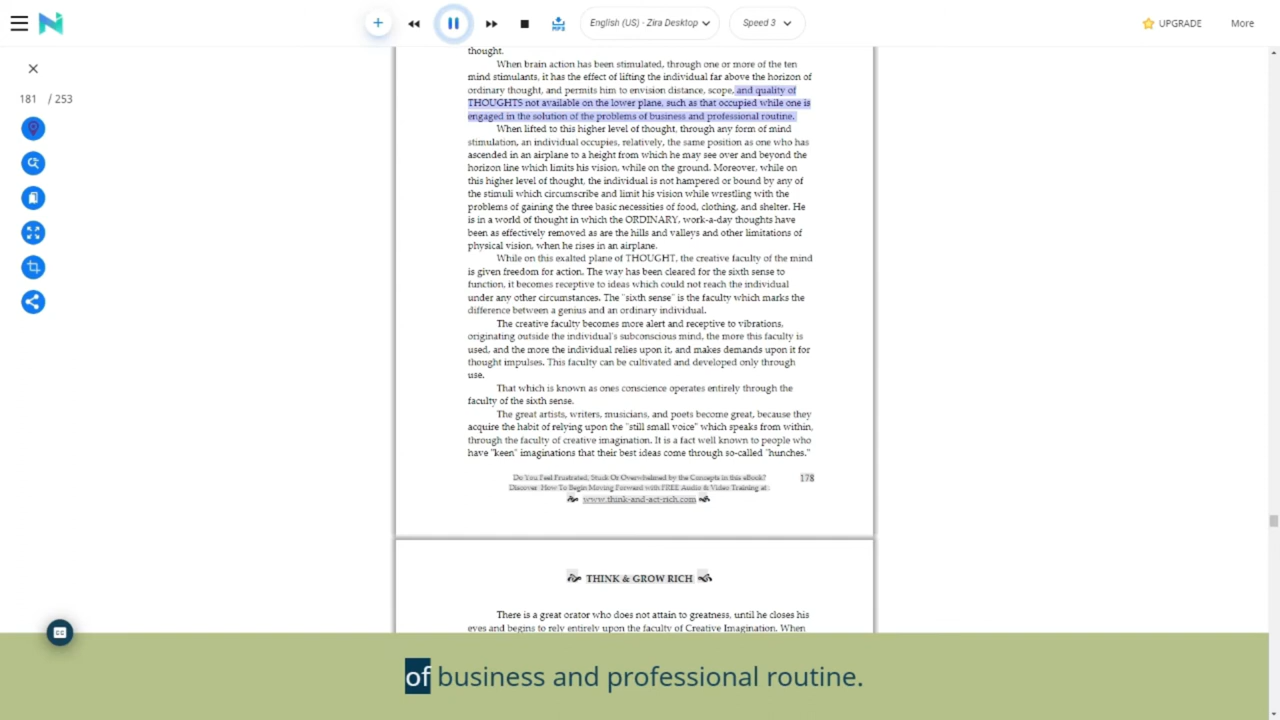 MP3
English (US) - Zira Desktop
Speed 3
UPGRADE
More
181 / 253
thought.
When brain action has been stimulated, through one or more of the ten
mind stimulants, it has the effect of lifting the individual far above the horizon of
ordinary thought, and permits him to envision distance, scope, and quality of
THOUGHTS not available on the lower plane, such as that occupied while one is
engaged in the solution of the problems of business and professional routine.
When lifted to this higher level of thought, through any form of mind
stimulation, an individual occupies, relatively, the same position as one who has
ascended in an airplane to a height from which he may see over and beyond the
horizon line which limits his vision, while on the ground. Moreover, while on
this higher level of thought, the individual is not hampered or bound by any of
the stimuli which circumscribe and limit his vision while wrestling with the
problems of gaining the three basic necessities of food, clothing, and shelter. He
is in a world of thought in which the ORDINARY, work-a-day thoughts have
been as effectively removed as are the hills and valleys and other limitations of
physical vision, when he rises in an airplane.
While on this exalted plane of THOUGHT, the creative faculty of the mind
is given freedom for action. The way has been cleared for the sixth sense to
function, it becomes receptive to ideas which could not reach the individual
under any other circumstances. The "sixth sense" is the faculty which marks the
difference between a genius and an ordinary individual.
The creative faculty becomes more alert and receptive to vibrations,
originating outside the individual's subconscious mind, the more this faculty is
used, and the more the individual relies upon it, and makes demands upon it for
thought impulses. This faculty can be cultivated and developed only through
use.
That which is known as ones conscience operates entirely through the
faculty of the sixth sense.
The great artists, writers, musicians, and poets become great, because they
acquire the habit of relying upon the "still small voice" which speaks from within,
through the faculty of creative imagination. It is a fact well known to people who
have "keen" imaginations that their best ideas come through so-called "hunches."
Do You Feel Frustrated, Stuck Or Overwhelmed by the Concepts in this eBook?
178
Discover How To Begin Moving Forward with FREE Audio & Video Training at:
www.think-and-act-rich.com
THINK & GROW RICH
There is a great orator who does not attain to greatness, until he closes his
eyes and begins to rely entirely upon the faculty of Creative Imagination. When
CC
of business and professional routine.